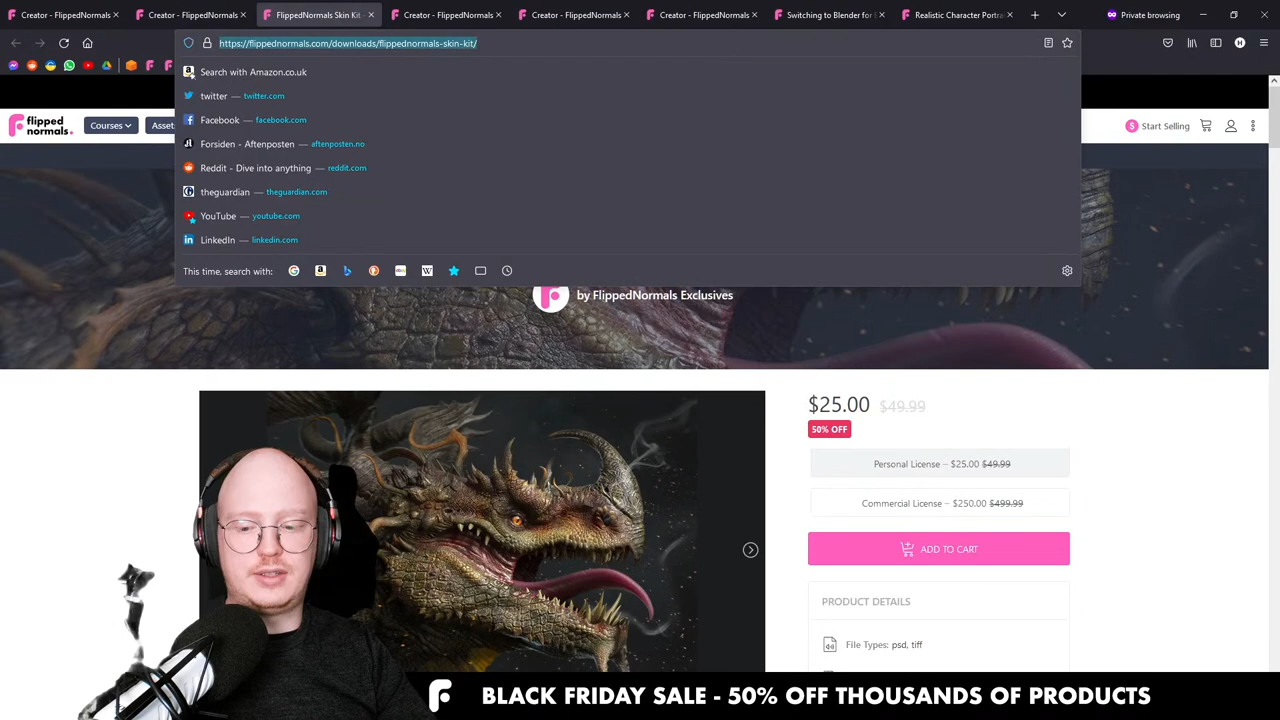 Creator - FlippedNormals
Creator - FlippedNormals
FlippedNormals Skin Kit
Creator - FlippedNormals
Creator - FlippedNormals
Creator - FlippedNormals
Switching to Blender for E
Realistic Character Portra
Private browsing
https://flippednormals.com/downloads/flippednormals-skin-kit/
Search with Amazon.co.uk
twitter — twitter.com
Facebook — facebook.com
Forsiden - Aftenposten — aftenposten.no
Reddit - Dive into anything — reddit.com
theguardian — theguardian.com
YouTube — youtube.com
LinkedIn — linkedin.com
This time, search with:
flipped normals.
Courses
Asset
$ Start Selling
by FlippedNormals Exclusives
$25.00 $49.99
50% OFF
Personal License – $25.00 $49.99
Commercial License – $250.00 $499.99
ADD TO CART
PRODUCT DETAILS
File Types: psd, tiff
BLACK FRIDAY SALE - 50% OFF THOUSANDS OF PRODUCTS